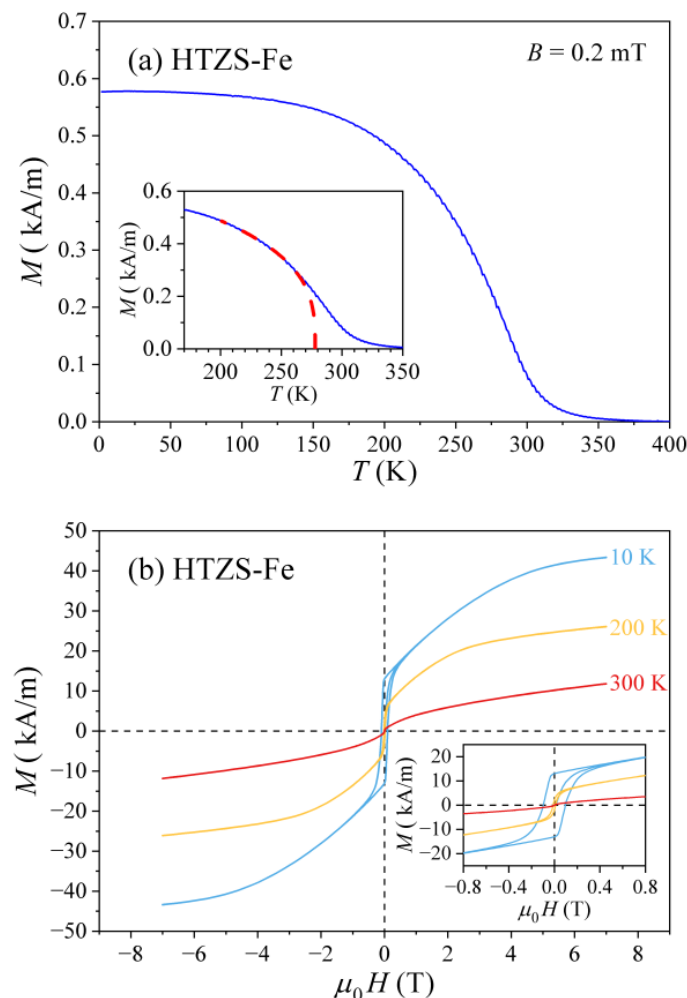 (a) HTZS-Fe
B = 0.2 mT
0.7
0.6
0.5
0.4
0.3
0.2
0.1
0.0
M ( kA/m)
0.6
0.4
0.2
0.0
M ( kA/m)
200 250 300 350
T (K)
0 50 100 150 200 250 300 350 400
T (K)
(b) HTZS-Fe
50
40
30
20
10
0
−10
−20
−30
−40
−50
M ( kA/m)
10 K
200 K
300 K
20
10
0
−10
−20
M ( kA/m)
−0.8 −0.4 0.0 0.4 0.8
μ₀H (T)
−8 −6 −4 −2 0 2 4 6 8
μ₀H (T)